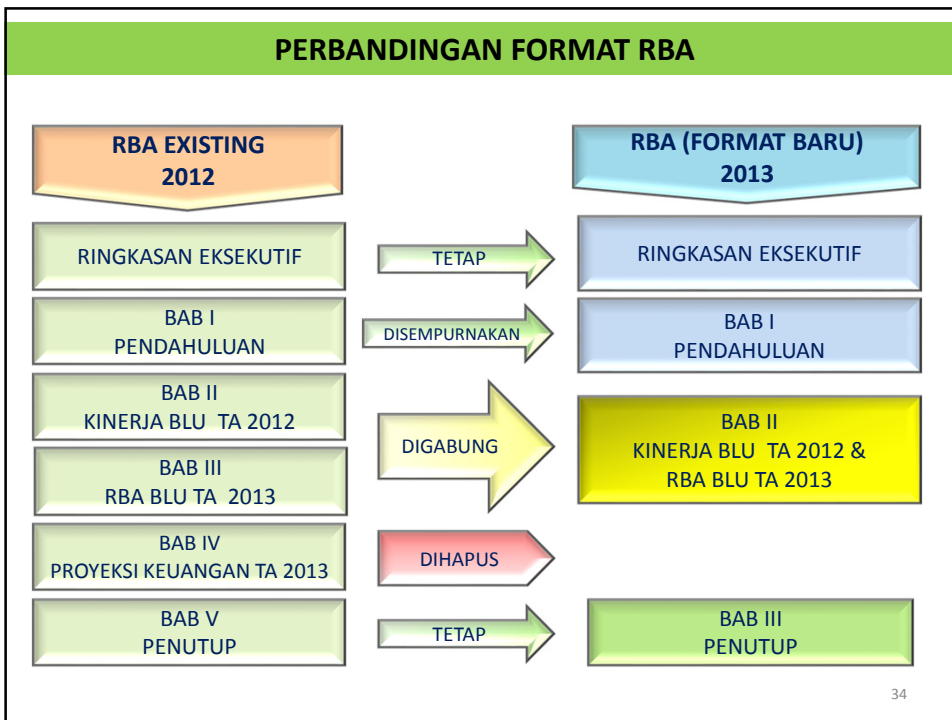 PERBANDINGAN FORMAT RBA
RBA EXISTING
2012
RBA (FORMAT BARU)
2013
RINGKASAN EKSEKUTIF
TETAP
RINGKASAN EKSEKUTIF
BAB I
PENDAHULUAN
DISEMPURNAKAN
BAB I
PENDAHULUAN
BAB II
KINERJA BLU TA 2012
BAB III
RBA BLU TA 2013
DIGABUNG
BAB II
KINERJA BLU TA 2012 &
RBA BLU TA 2013
BAB IV
PROYEKSI KEUANGAN TA 2013
DIHAPUS
BAB V
PENUTUP
TETAP
BAB III
PENUTUP
34